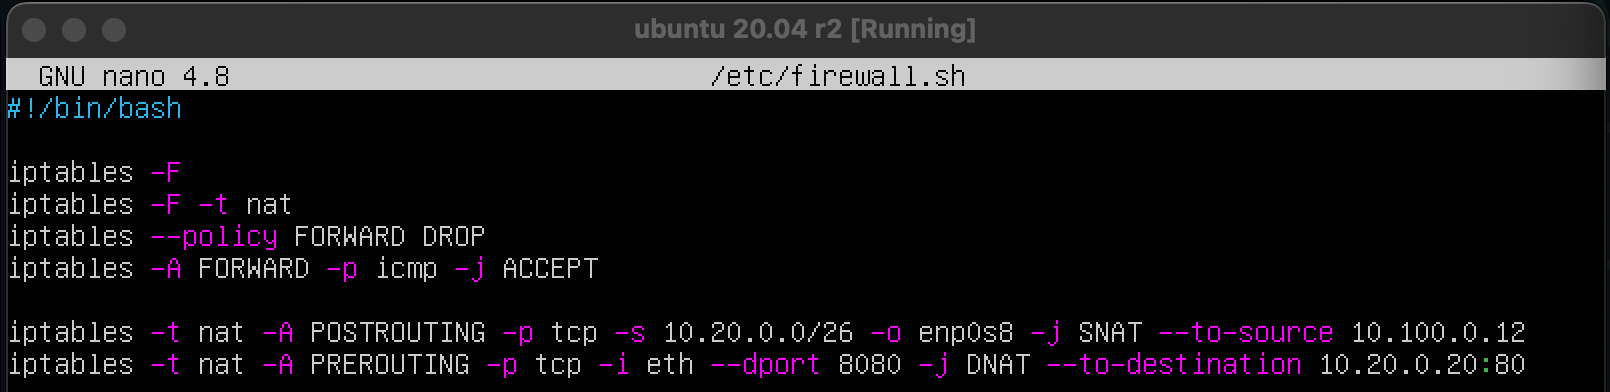 ubuntu 20.04 r2 [Running]
GNU nano 4.8 /etc/firewall.sh
#!/bin/bash
iptables -F
iptables -F -t nat
iptables --policy FORWARD DROP
iptables -A FORWARD -p icmp -j ACCEPT
iptables -t nat -A POSTROUTING -p tcp -s 10.20.0.0/26 -o enp0s8 -j SNAT --to-source 10.100.0.12
iptables -t nat -A PREROUTING -p tcp -i eth --dport 8080 -j DNAT --to-destination 10.20.0.20:80